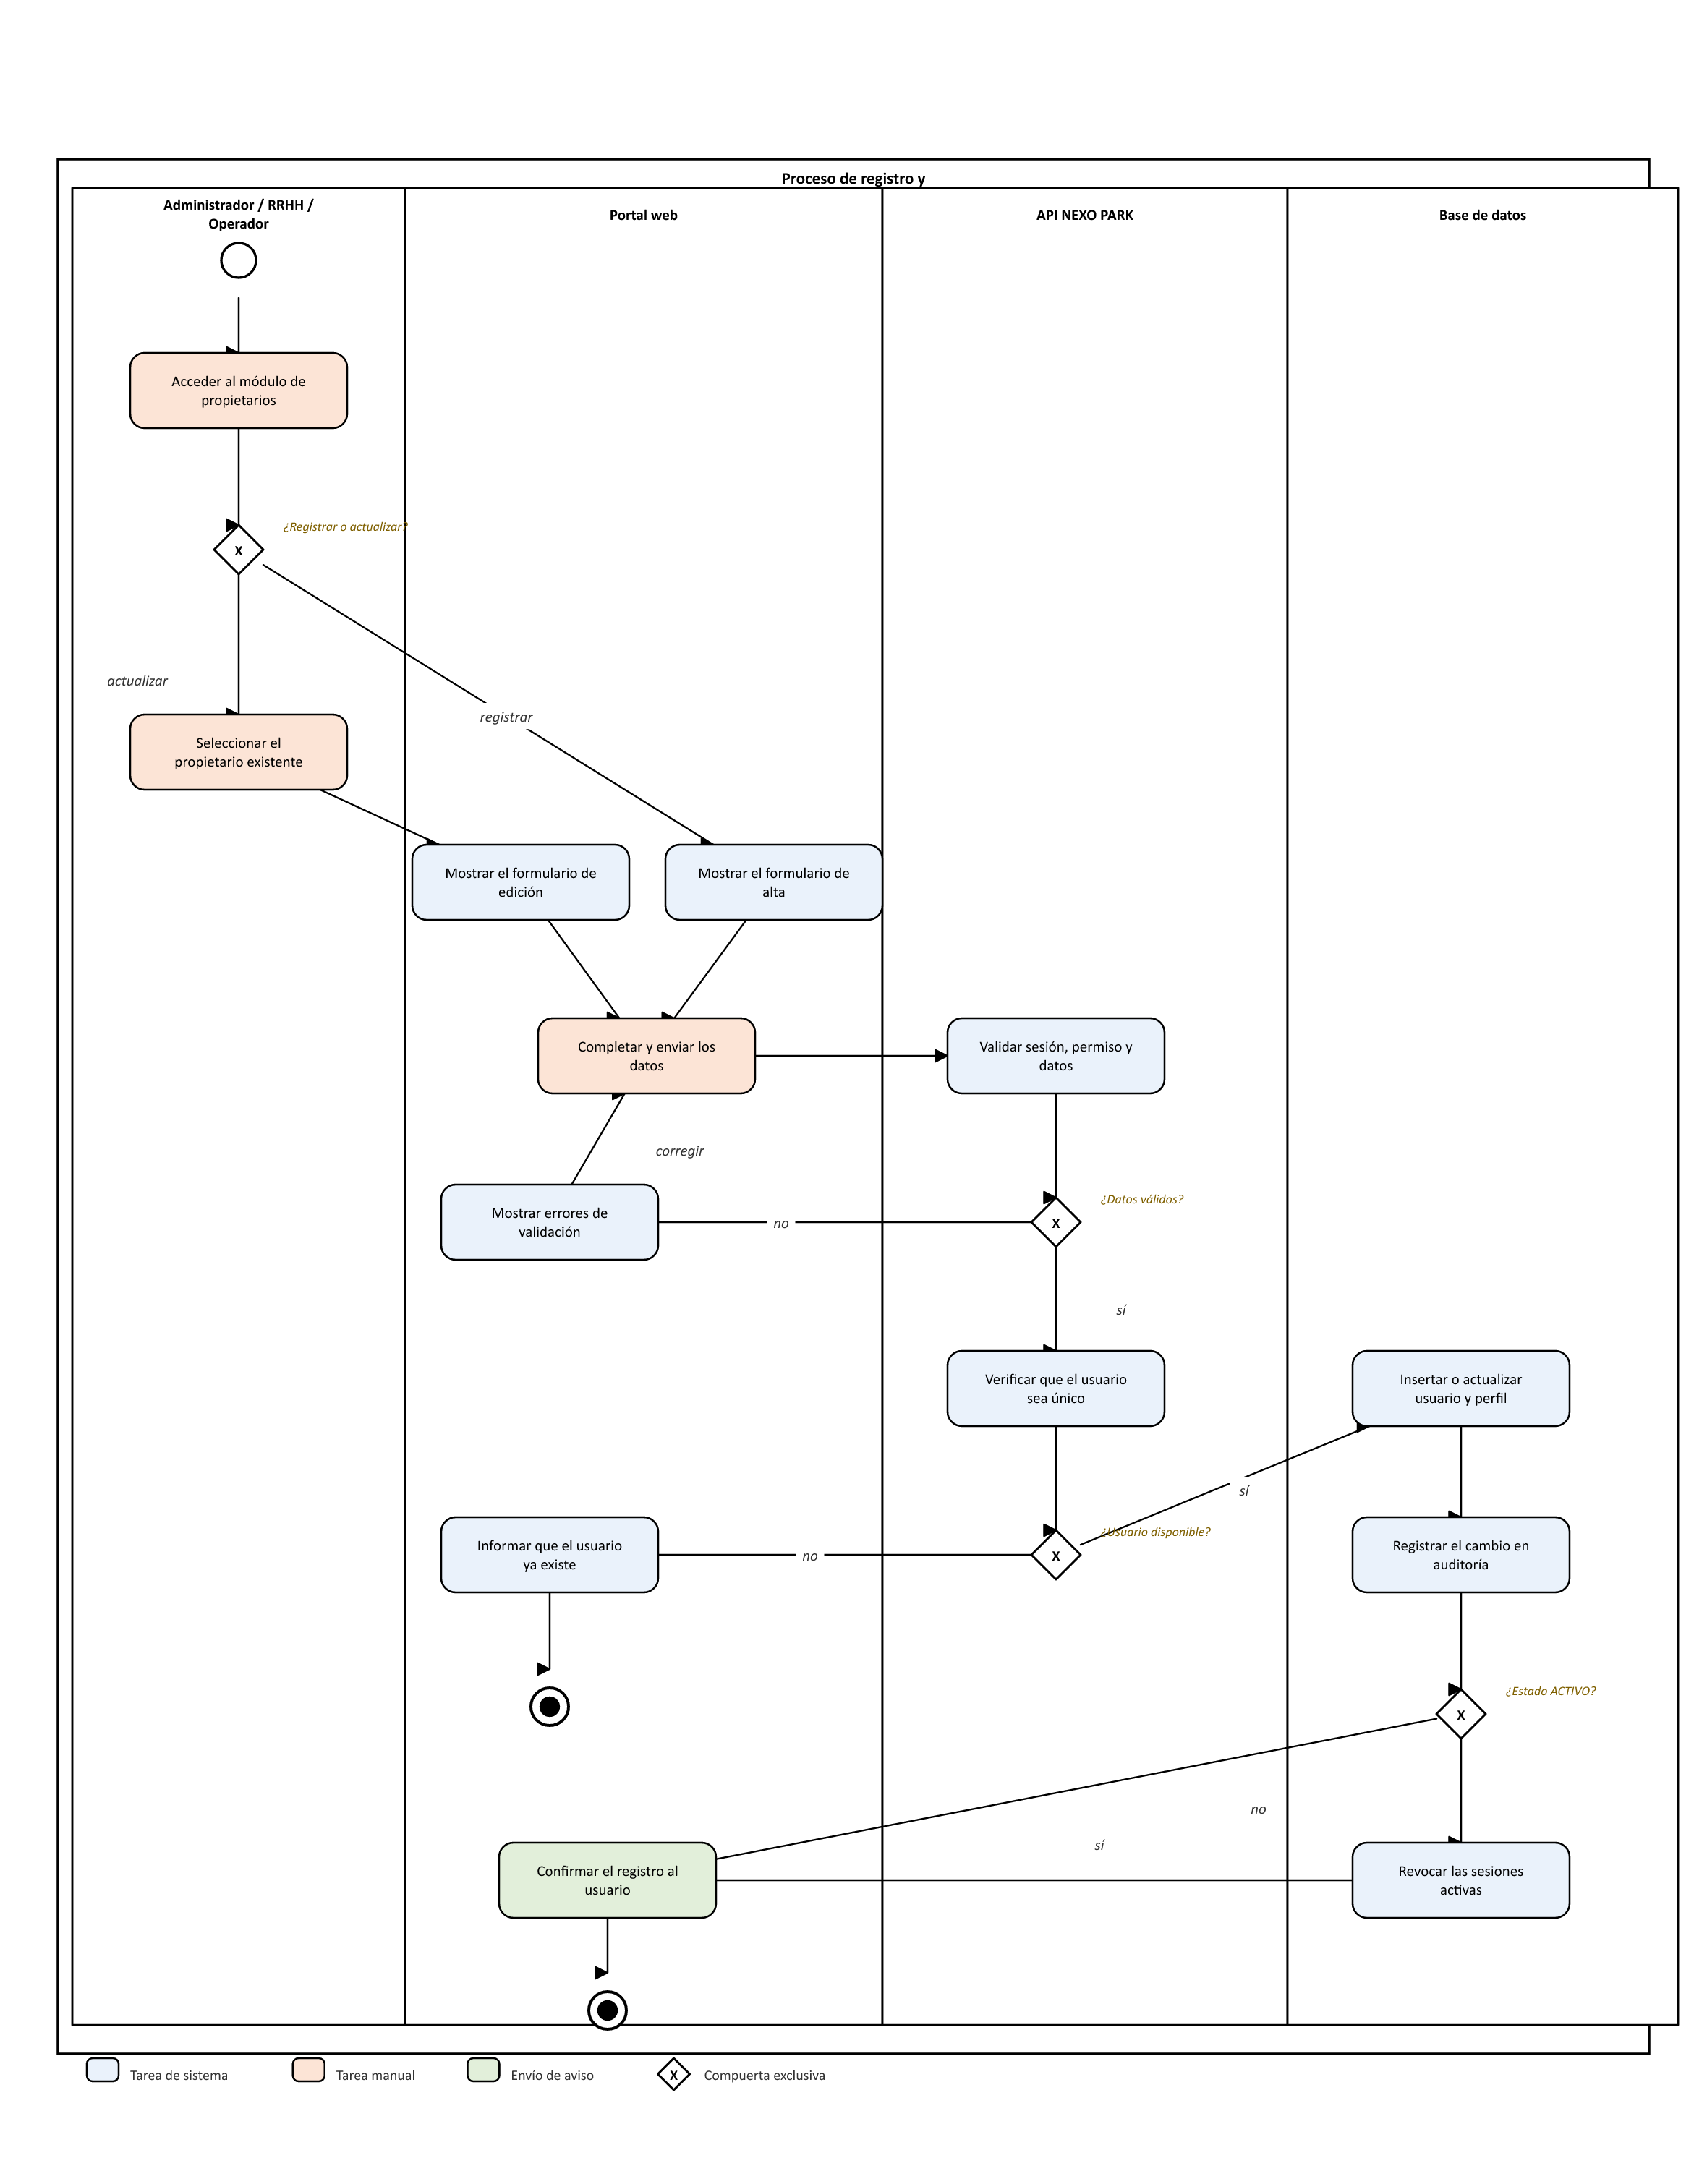 Proceso de registro y
Administrador / RRHH /
Operador
Portal web
API NEXO PARK
Base de datos
Acceder al módulo de
propietarios
¿Registrar o actualizar?
X
actualizar
registrar
Seleccionar el
propietario existente
Mostrar el formulario de
edición
Mostrar el formulario de
alta
Completar y enviar los
datos
Validar sesión, permiso y
datos
corregir
Mostrar errores de
validación
no
¿Datos válidos?
X
sí
Verificar que el usuario
sea único
Insertar o actualizar
usuario y perfil
sí
Informar que el usuario
ya existe
no
¿Usuario disponible?
X
Registrar el cambio en
auditoría
¿Estado ACTIVO?
X
no
sí
Confirmar el registro al
usuario
Revocar las sesiones
activas
Tarea de sistema
Tarea manual
Envío de aviso
X
Compuerta exclusiva